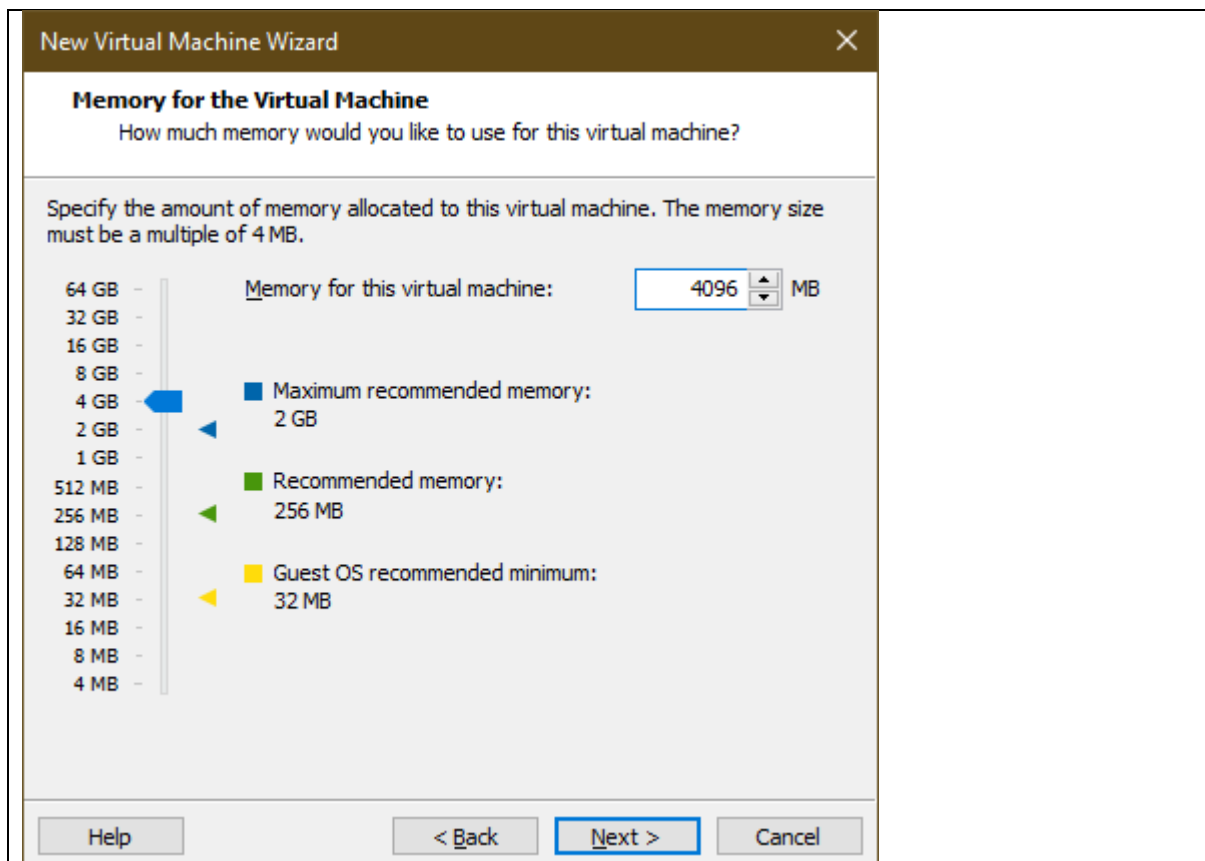 New Virtual Machine Wizard
Memory for the Virtual Machine
How much memory would you like to use for this virtual machine?
Specify the amount of memory allocated to this virtual machine. The memory size
must be a multiple of 4 MB.
Memory for this virtual machine: 4096 MB
64 GB
32 GB
16 GB
8 GB
4 GB
2 GB
1 GB
512 MB
256 MB
128 MB
64 MB
32 MB
16 MB
8 MB
4 MB
Maximum recommended memory:
2 GB
Recommended memory:
256 MB
Guest OS recommended minimum:
32 MB
Help < Back Next > Cancel